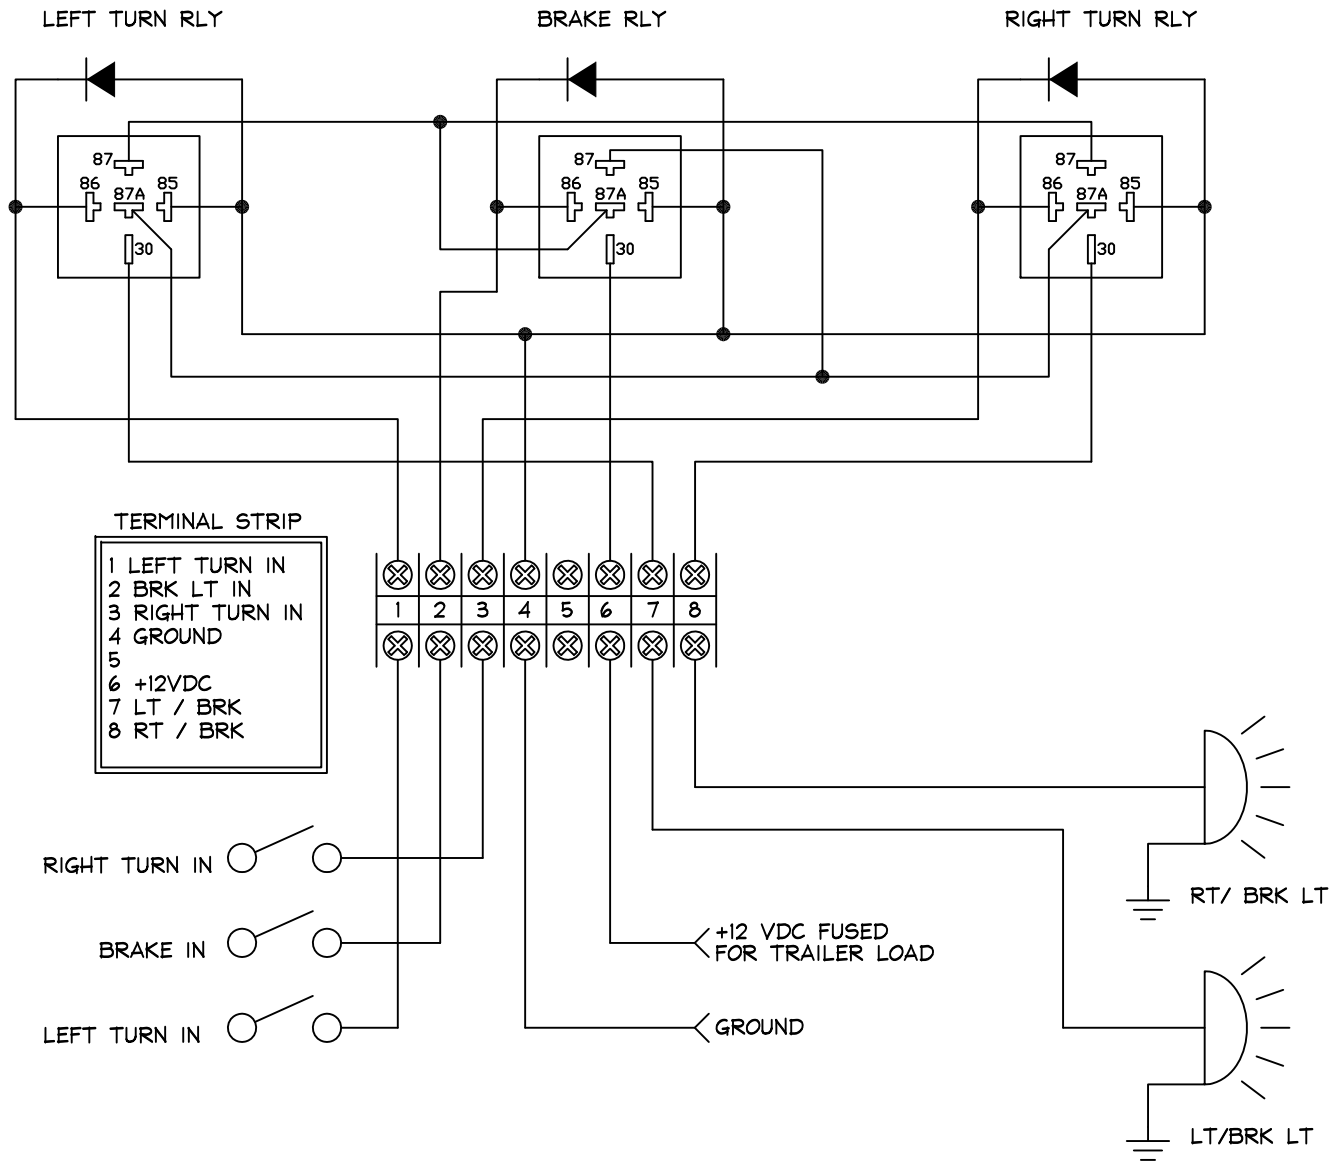 LEFT TURN RLY
BRAKE RLY
RIGHT TURN RLY
87
86
87A
85
30
87
86
87A
85
30
87
86
87A
85
30
TERMINAL STRIP
1 LEFT TURN IN
2 BRK LT IN
3 RIGHT TURN IN
4 GROUND
5
6 +12VDC
7 LT / BRK
8 RT / BRK
1 2 3 4 5 6 7 8
RIGHT TURN IN
BRAKE IN
LEFT TURN IN
+12 VDC FUSED
FOR TRAILER LOAD
GROUND
RT/ BRK LT
LT/BRK LT